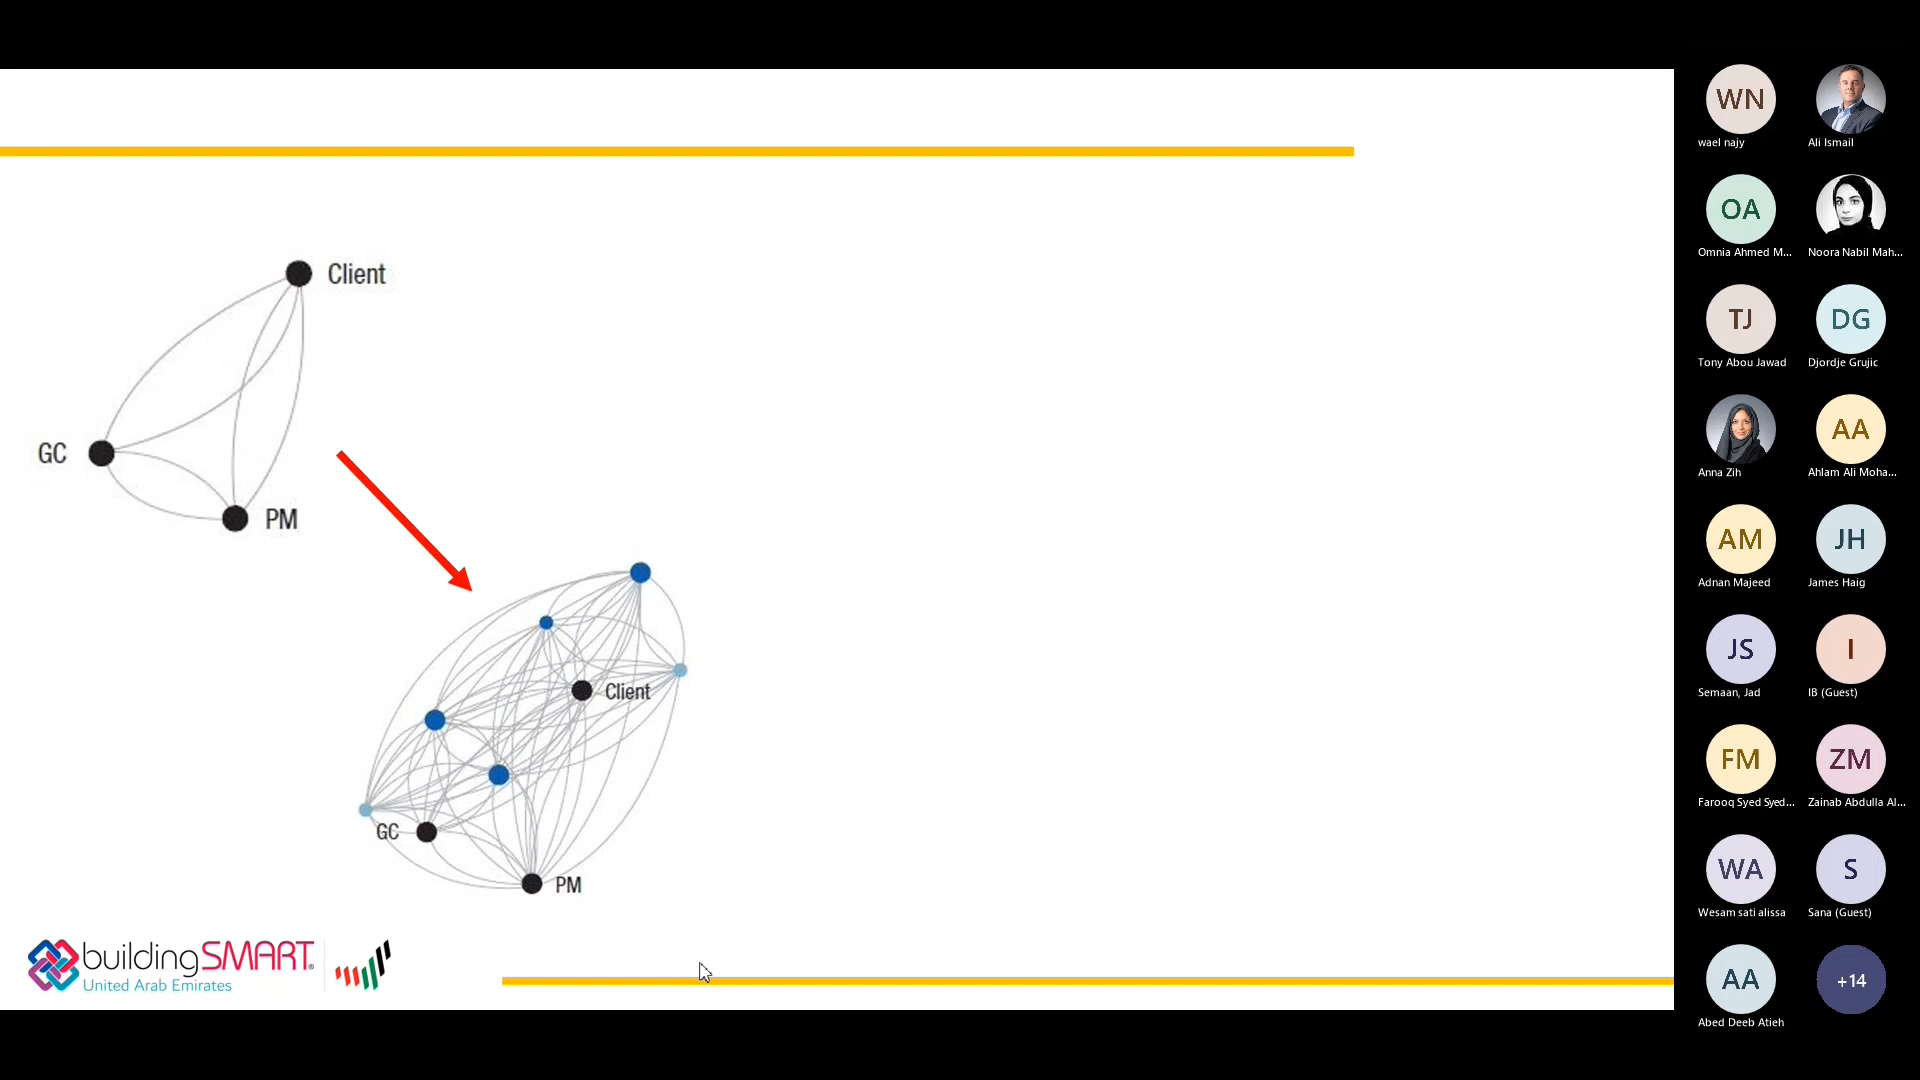 Client
GC
PM
Client
GC
PM
buildingSMART®
United Arab Emirates
WN
wael najy
Ali Ismail
OA
Omnia Ahmed M...
Noora Nabil Mah...
TJ
Tony Abou Jawad
DG
Djordje Grujic
Anna Zih
AA
Ahlam Ali Moha...
AM
Adnan Majeed
JH
James Haig
JS
Semaan, Jad
I
IB (Guest)
FM
Farooq Syed Syed...
ZM
Zainab Abdulla Al...
WA
Wesam sati alissa
S
Sana (Guest)
AA
Abed Deeb Atieh
+14